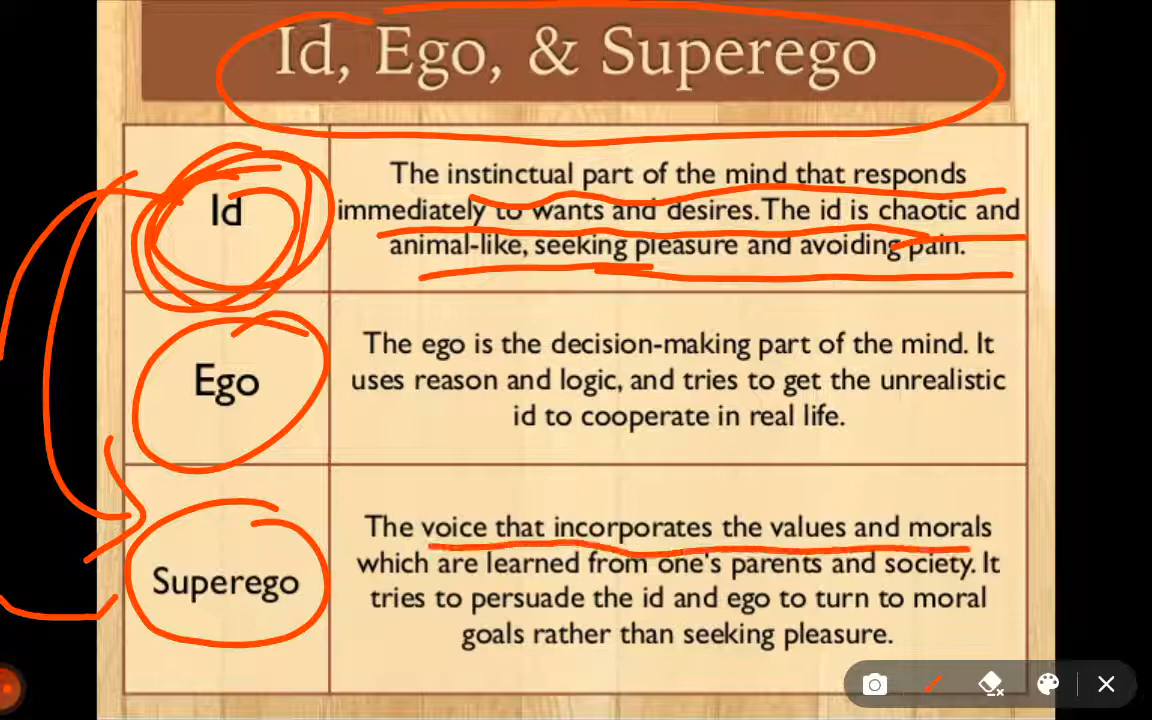 Id, Ego, & Superego
Id
The instinctual part of the mind that responds
immediately to wants and desires. The id is chaotic and
animal-like, seeking pleasure and avoiding pain.
Ego
The ego is the decision-making part of the mind. It
uses reason and logic, and tries to get the unrealistic
id to cooperate in real life.
Superego
The voice that incorporates the values and morals
which are learned from one's parents and society. It
tries to persuade the id and ego to turn to moral
goals rather than seeking pleasure.